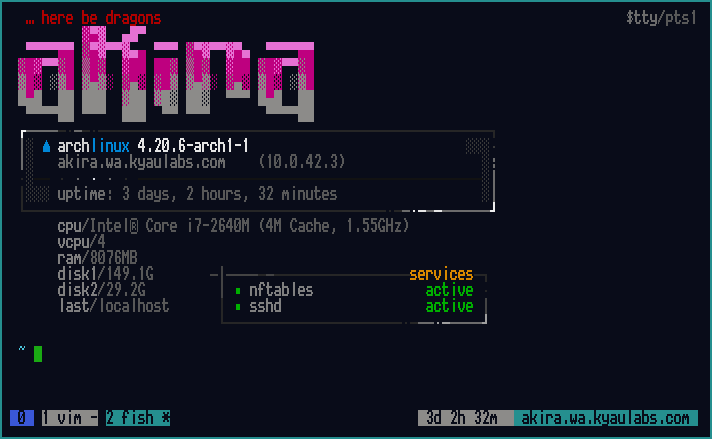 … here be dragons
$tty/pts1
akira
archlinux 4.20.6-arch1-1
akira.wa.kyaulabs.com (10.0.42.3)
uptime: 3 days, 2 hours, 32 minutes
cpu/Intel® Core i7-2640M (4M Cache, 1.55GHz)
vcpu/4
ram/8076MB
disk1/149.1G
disk2/29.2G
last/localhost
services
▪ nftables active
▪ sshd active
~
0 1 vim - 2 fish * 3d 2h 32m akira.wa.kyaulabs.com